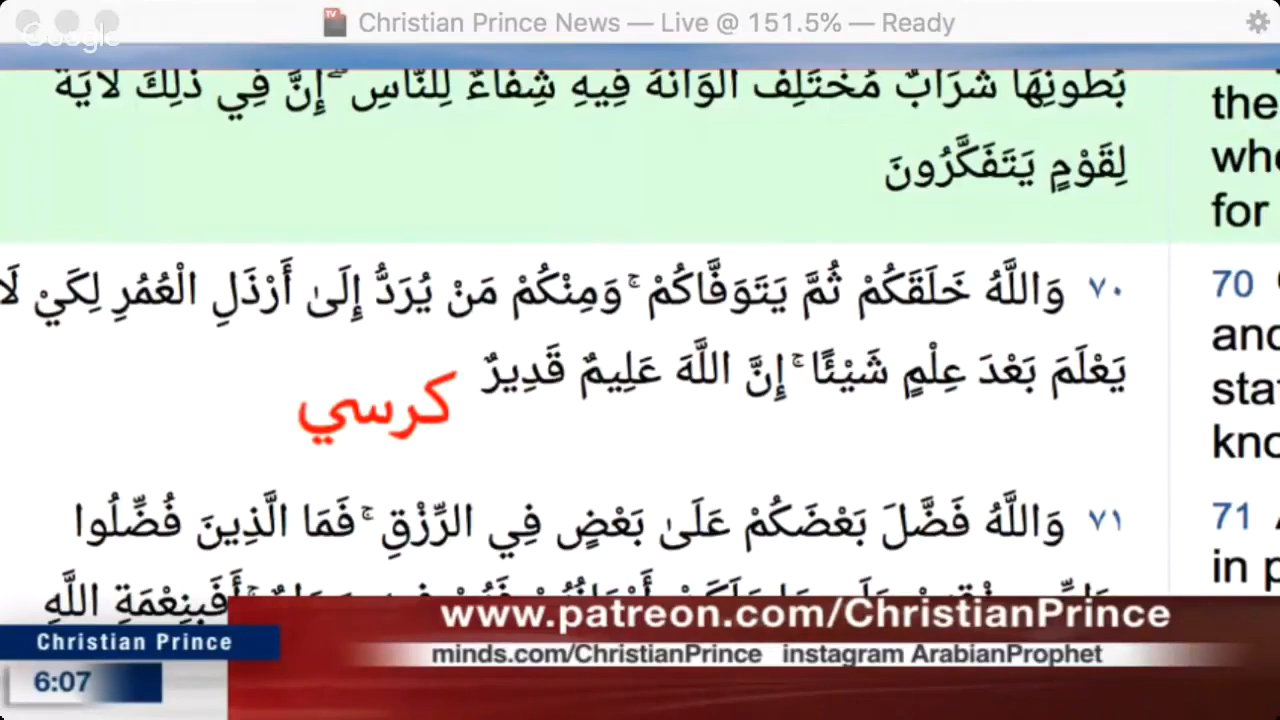 Christian Prince News — Live @ 151.5% — Ready
Google
بُطُونِهَا شَرَابٌ مُّخْتَلِفٌ أَلْوَانُهُ فِيهِ شِفَاءٌ لِّلنَّاسِ ۗ إِنَّ فِي ذَٰلِكَ لَآيَةً
لِّقَوْمٍ يَتَفَكَّرُونَ
the
whe
for
٧٠ وَاللَّهُ خَلَقَكُمْ ثُمَّ يَتَوَفَّاكُمْ ۚ وَمِنْكُمْ مَنْ يُرَدُّ إِلَىٰ أَرْذَلِ الْعُمُرِ لِكَيْ لَا
يَعْلَمَ بَعْدَ عِلْمٍ شَيْئًا ۚ إِنَّ اللَّهَ عَلِيمٌ قَدِيرٌ
كرسي
70
and
sta
kno
٧١ وَاللَّهُ فَضَّلَ بَعْضَكُمْ عَلَىٰ بَعْضٍ فِي الرِّزْقِ ۚ فَمَا الَّذِينَ فُضِّلُوا
أَفَبِنِعْمَةِ اللَّهِ
71
in p
www.patreon.com/ChristianPrince
Christian Prince
minds.com/ChristianPrince instagram ArabianProphet
6:07